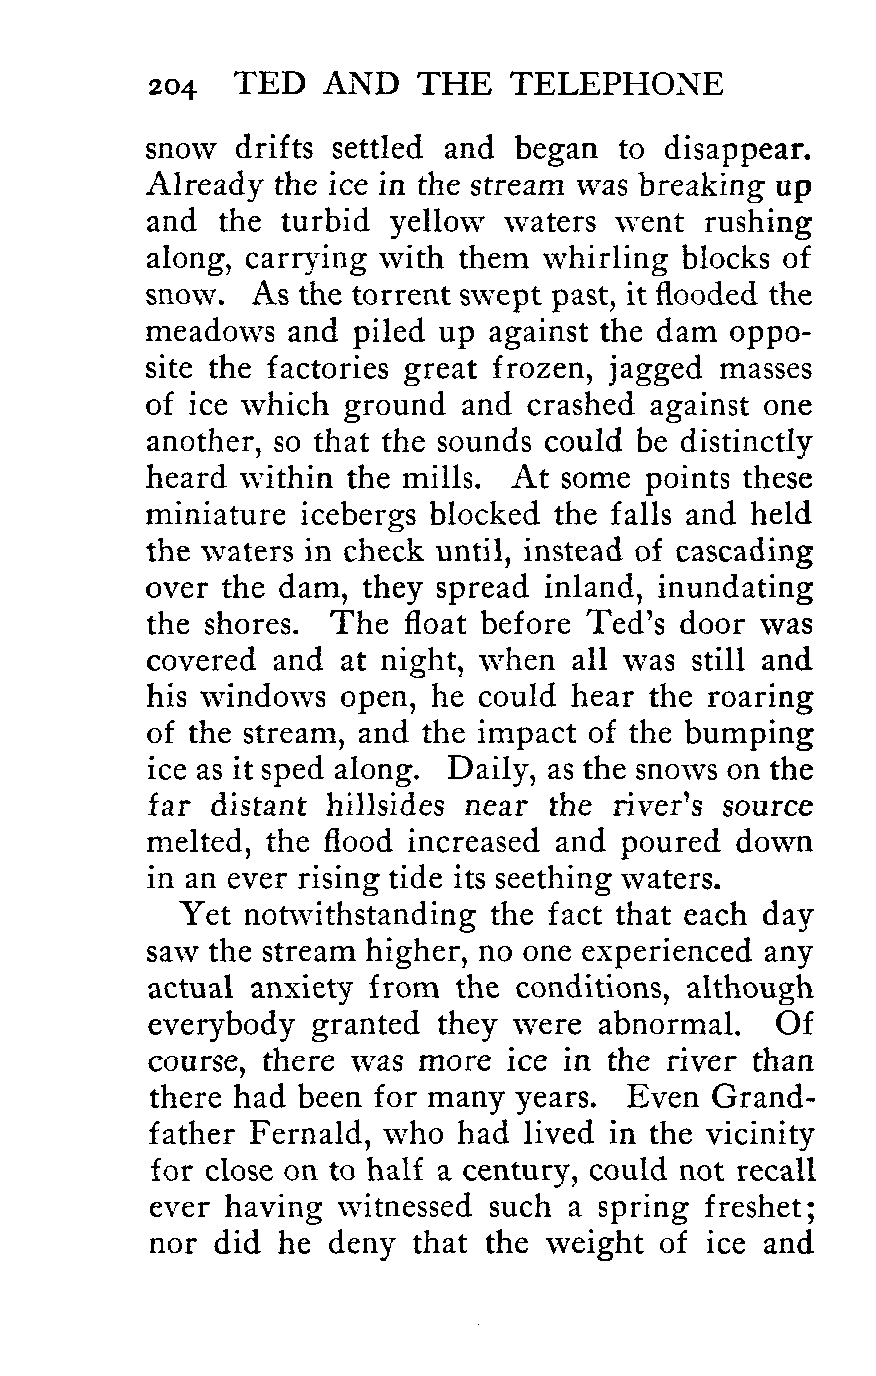 204 TED AND THE TELEPHONE
snow drifts settled and began to disappear.
Already the ice in the stream was breaking up
and the turbid yellow waters went rushing
along, carrying with them whirling blocks of
snow. As the torrent swept past, it flooded the
meadows and piled up against the dam oppo-
site the factories great frozen, jagged masses
of ice which ground and crashed against one
another, so that the sounds could be distinctly
heard within the mills. At some points these
miniature icebergs blocked the falls and held
the waters in check until, instead of cascading
over the dam, they spread inland, inundating
the shores. The float before Ted's door was
covered and at night, when all was still and
his windows open, he could hear the roaring
of the stream, and the impact of the bumping
ice as it sped along. Daily, as the snows on the
far distant hillsides near the river's source
melted, the flood increased and poured down
in an ever rising tide its seething waters.
Yet notwithstanding the fact that each day
saw the stream higher, no one experienced any
actual anxiety from the conditions, although
everybody granted they were abnormal. Of
course, there was more ice in the river than
there had been for many years. Even Grand-
father Fernald, who had lived in the vicinity
for close on to half a century, could not recall
ever having witnessed such a spring freshet;
nor did he deny that the weight of ice and